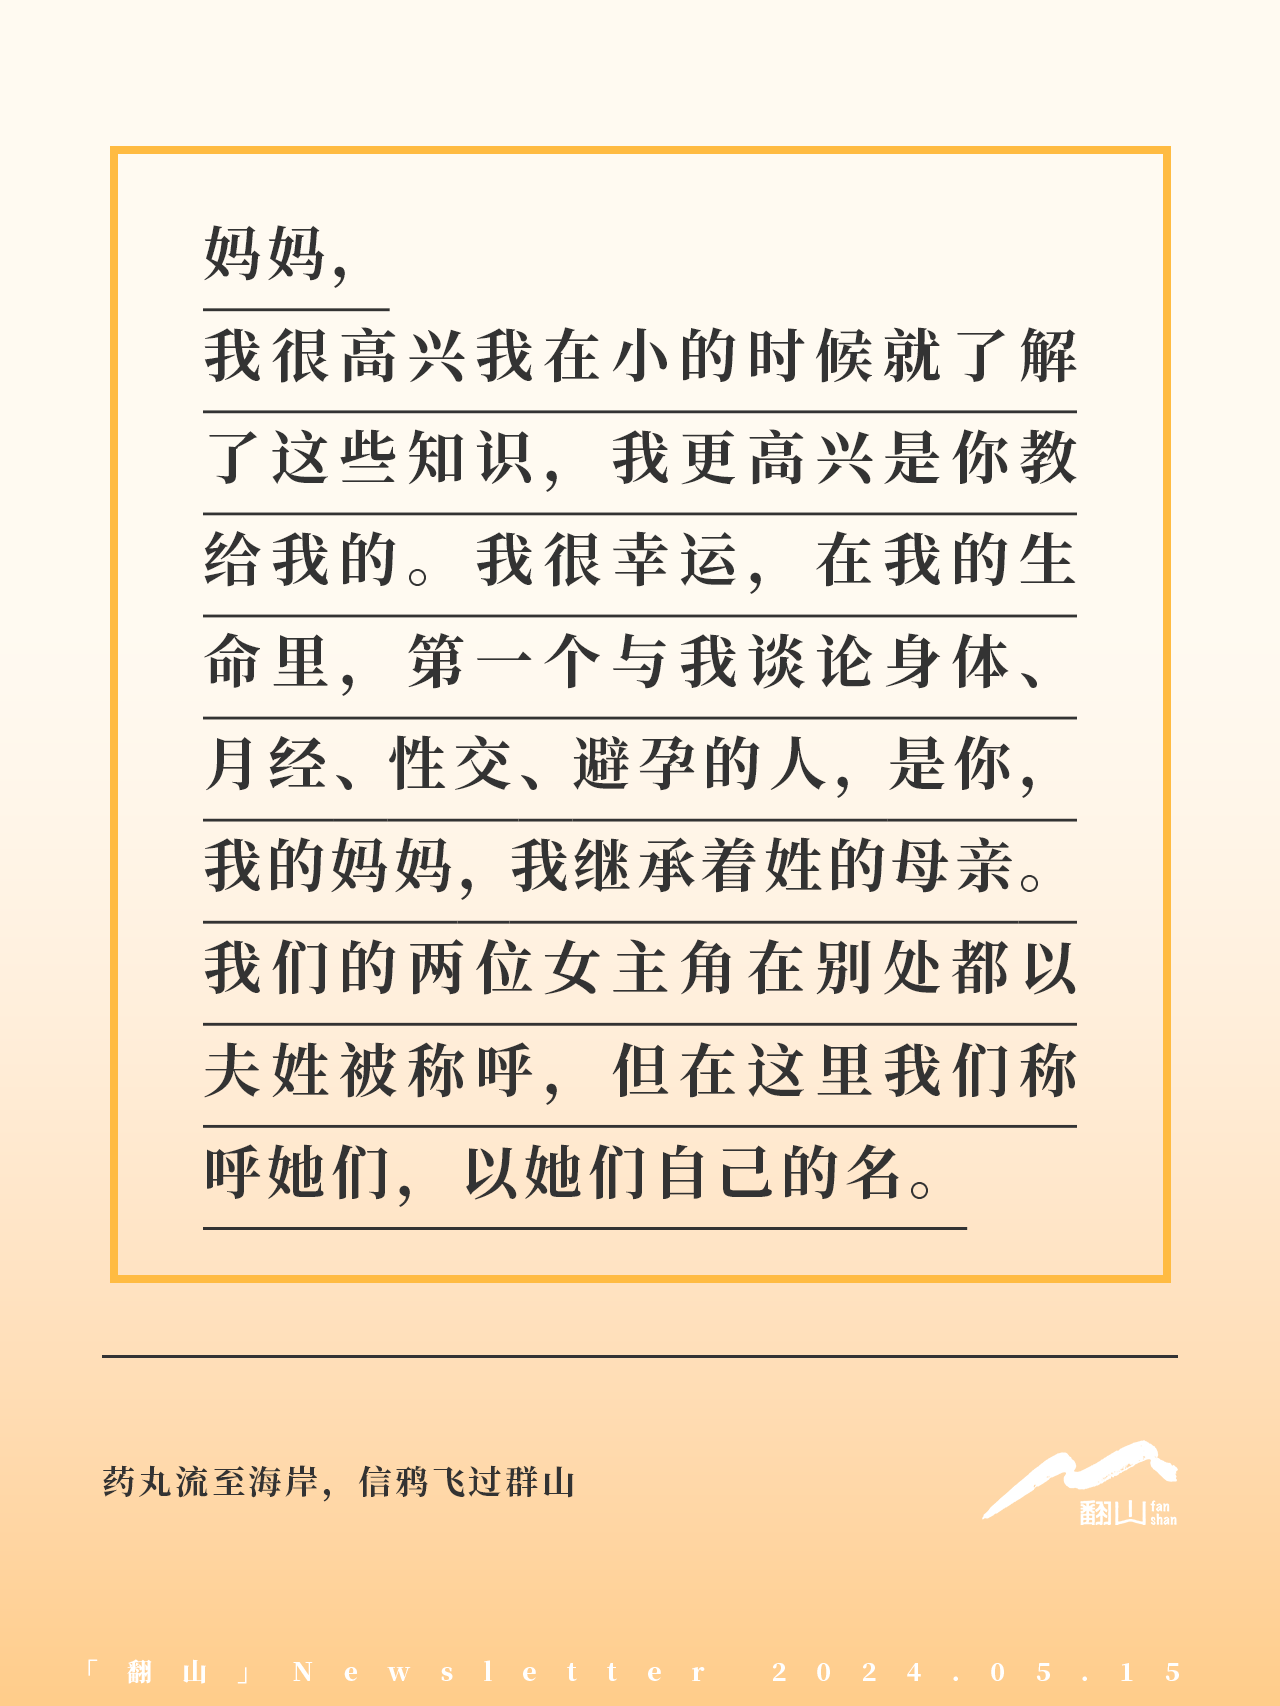 妈妈，
我很高兴我在小的时候就了解
了这些知识，我更高兴是你教
给我的。我很幸运，在我的生
命里，第一个与我谈论身体、
月经、性交、避孕的人，是你，
我的妈妈，我继承着姓的母亲。
我们的两位女主角在别处都以
夫姓被称呼，但在这里我们称
呼她们，以她们自己的名。
药丸流至海岸，信鸦飞过群山
翻山 fan
shan
「翻山」Newsletter 2024.05.15